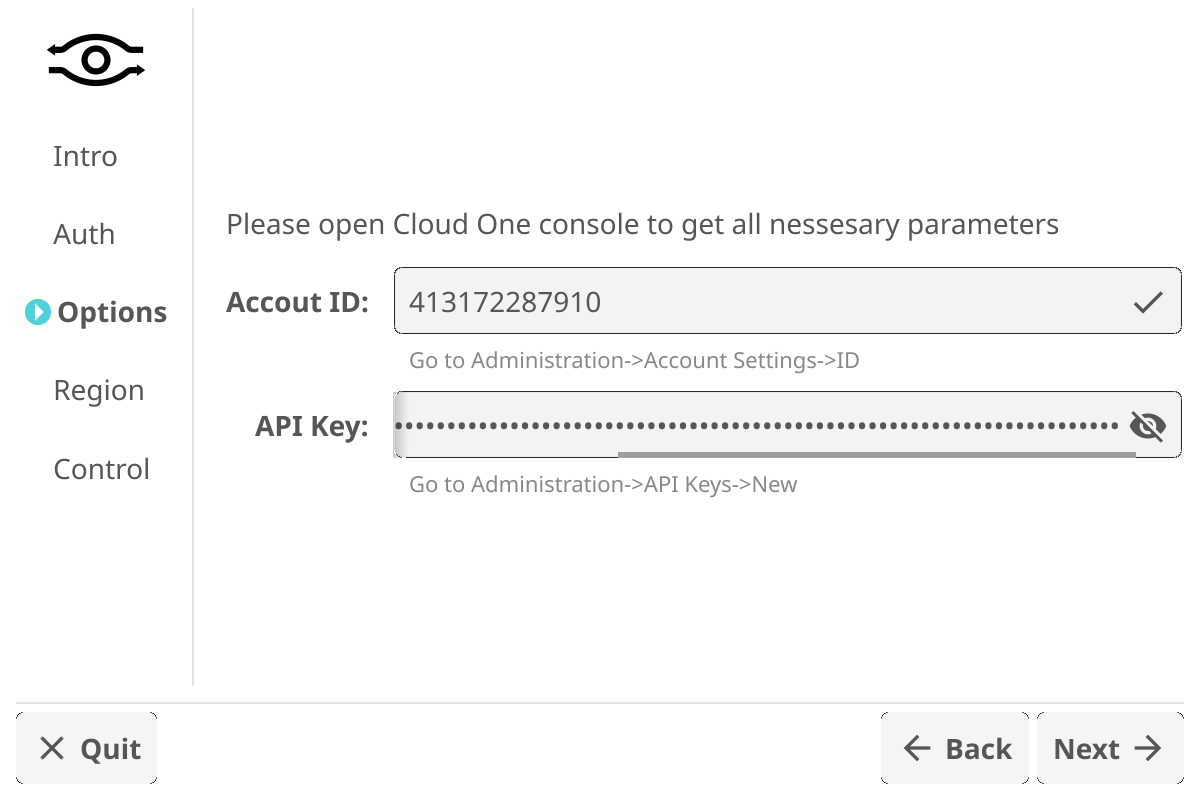 Intro
Auth
Options
Region
Control
Please open Cloud One console to get all nessesary parameters
Accout ID: 413172287910
Go to Administration->Account Settings->ID
API Key:
Go to Administration->API Keys->New
Quit
Back
Next